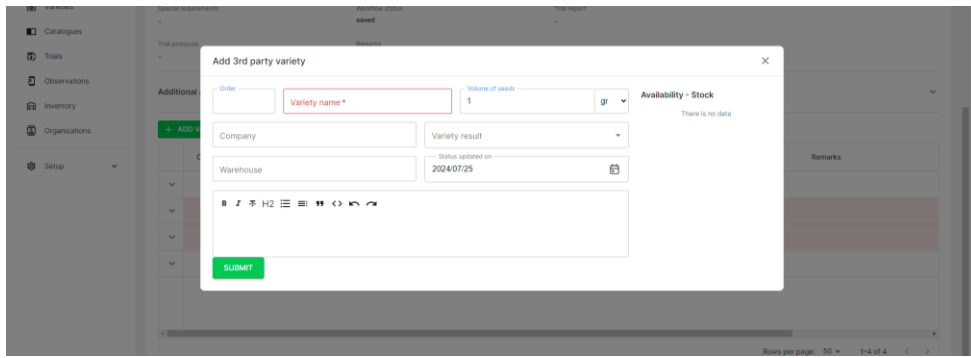 Varieties
Special requirements
Workflow status
Trial report
-
saved
-
Catalogues
Trial protocols
Remarks
Trials
-
Add 3rd party variety
Observations
Additional
Order
Variety name *
Volume of seeds
1
gr
Availability - Stock
There is no data
Inventory
Organizations
+ ADD V
Company
Variety result
Setup
Warehouse
Status updated on
2024/07/25
Remarks
B I H2
SUBMIT
Rows per page: 50 1-4 of 4